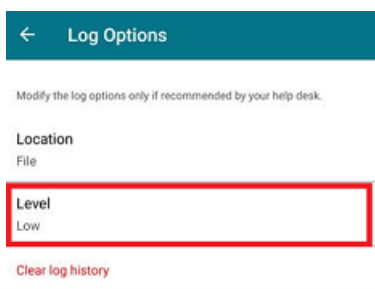 Log Options
Modify the log options only if recommended by your help desk.
Location
File
Level
Low
Clear log history